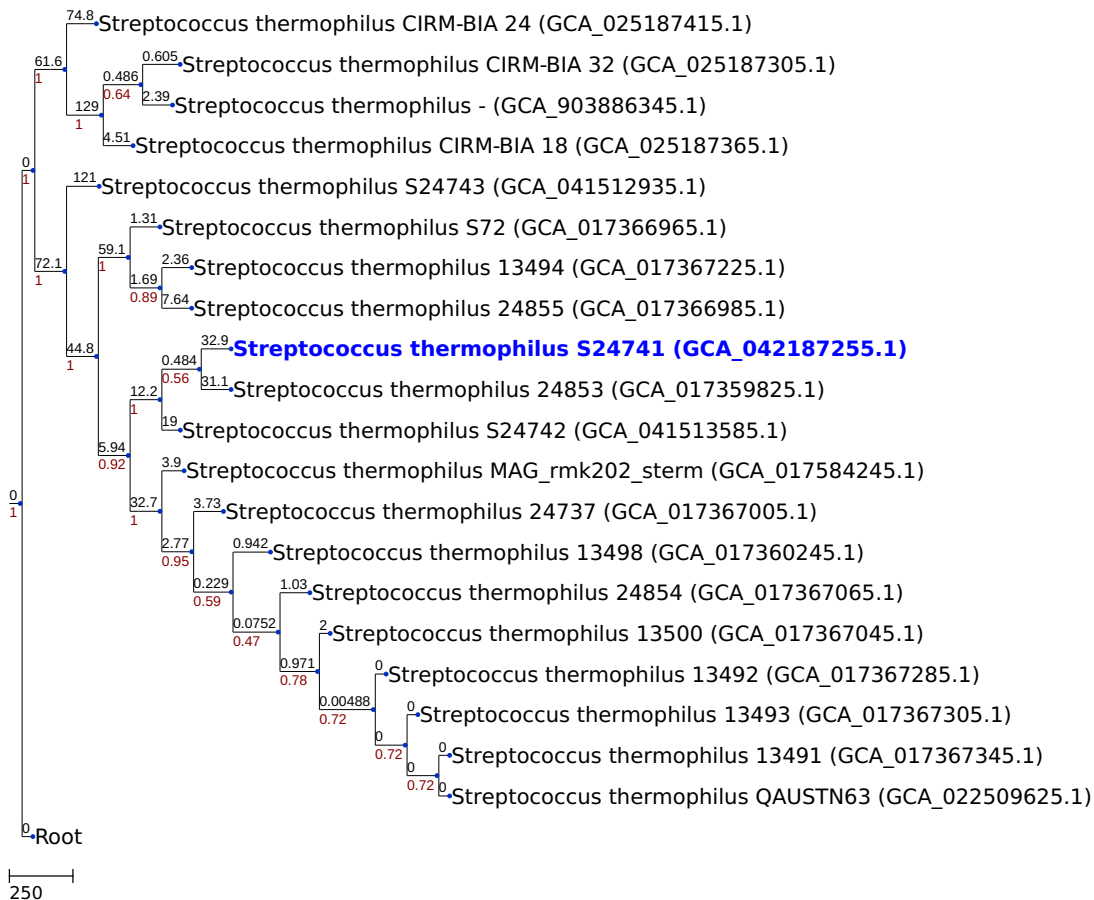 74.8 Streptococcus thermophilus CIRM-BIA 24 (GCA_025187415.1)
61.6
1
0.605 Streptococcus thermophilus CIRM-BIA 32 (GCA_025187305.1)
0.486
0.64
2.39 Streptococcus thermophilus - (GCA_903886345.1)
129
1
4.51 Streptococcus thermophilus CIRM-BIA 18 (GCA_025187365.1)
0
1
121 Streptococcus thermophilus S24743 (GCA_041512935.1)
1.31 Streptococcus thermophilus S72 (GCA_017366965.1)
59.1
1
72.1
1
2.36 Streptococcus thermophilus 13494 (GCA_017367225.1)
1.69
0.89
7.64 Streptococcus thermophilus 24855 (GCA_017366985.1)
44.8
1
32.9 Streptococcus thermophilus S24741 (GCA_042187255.1)
0.484
0.56
31.1 Streptococcus thermophilus 24853 (GCA_017359825.1)
12.2
1
19 Streptococcus thermophilus S24742 (GCA_041513585.1)
5.94
0.92
3.9 Streptococcus thermophilus MAG_rmk202_sterm (GCA_017584245.1)
0
1
32.7
1
3.73 Streptococcus thermophilus 24737 (GCA_017367005.1)
2.77
0.95
0.942 Streptococcus thermophilus 13498 (GCA_017360245.1)
0.229
0.59
1.03 Streptococcus thermophilus 24854 (GCA_017367065.1)
0.0752
0.47
2 Streptococcus thermophilus 13500 (GCA_017367045.1)
0.971
0.78
0 Streptococcus thermophilus 13492 (GCA_017367285.1)
0.00488
0.72
0 Streptococcus thermophilus 13493 (GCA_017367305.1)
0
0.72
0 Streptococcus thermophilus 13491 (GCA_017367345.1)
0
0.72
0 Streptococcus thermophilus QAUSTN63 (GCA_022509625.1)
0 Root
250